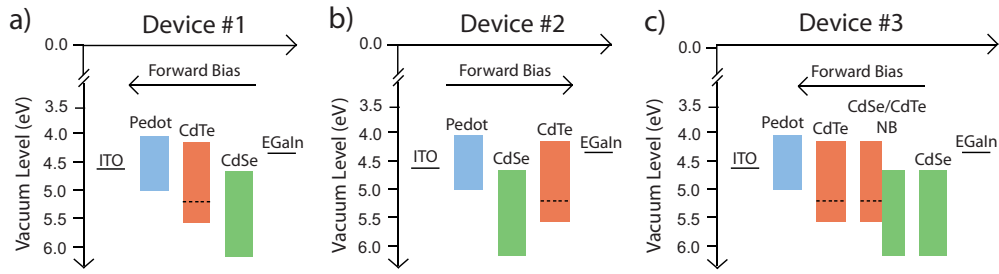 a)
Device #1
0.0
Forward Bias
Vacuum Level (eV)
3.5
4.0
4.5
5.0
5.5
6.0
ITO
Pedot
CdTe
CdSe
EGaIn
b)
Device #2
0.0
Forward Bias
Vacuum Level (eV)
3.5
4.0
4.5
5.0
5.5
6.0
ITO
Pedot
CdSe
CdTe
EGaIn
c)
Device #3
0.0
Forward Bias
Vacuum Level (eV)
3.5
4.0
4.5
5.0
5.5
6.0
ITO
Pedot
CdTe
CdSe/CdTe
NB
CdSe
EGaIn